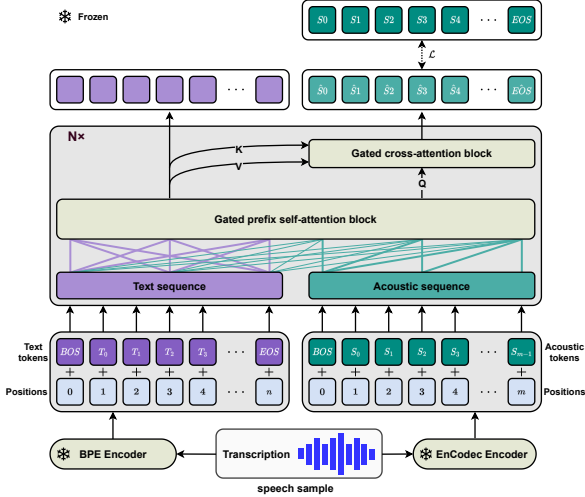 Frozen
S0 S1 S2 S3 S4 · · · EOS
ℒ
Ŝ0 Ŝ1 Ŝ2 Ŝ3 Ŝ4 · · · EÔS
· · ·
N×
K
V
Gated cross-attention block
Q
Gated prefix self-attention block
Text sequence
Acoustic sequence
Text tokens
BOS T₀ T₁ T₂ T₃ · · · EOS
BOS S₀ S₁ S₂ S₃ · · · Sₘ₋₁
Acoustic tokens
+ + + + + +
+ + + + + +
Positions
0 1 2 3 4 · · · n
0 1 2 3 4 · · · m
Positions
BPE Encoder
Transcription
EnCodec Encoder
speech sample